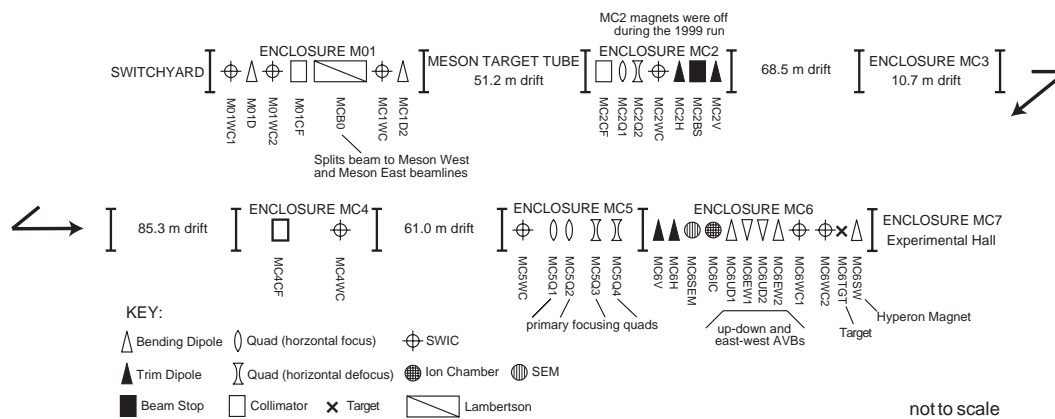 MC2 magnets were off
during the 1999 run
SWITCHYARD
ENCLOSURE M01
MESON TARGET TUBE
51.2 m drift
ENCLOSURE MC2
68.5 m drift
ENCLOSURE MC3
10.7 m drift
M01WC1
M01D
M01WC2
M01CF
MCB0
MC1WC
MC1D2
MC2CF
MC2Q1
MC2Q2
MC2WC
MC2H
MC2BS
MC2V
Splits beam to Meson West
and Meson East beamlines
85.3 m drift
ENCLOSURE MC4
61.0 m drift
ENCLOSURE MC5
ENCLOSURE MC6
ENCLOSURE MC7
Experimental Hall
MC4CF
MC4WC
MC5WC
MC5Q1
MC5Q2
MC5Q3
MC5Q4
MC6V
MC6H
MC6SEM
MC6IC
MC6UD1
MC6EW1
MC6UD2
MC6EW2
MC6WC1
MC6WC2
MC6TGT
MC6SW
primary focusing quads
up-down and
east-west AVBs
Target
Hyperon Magnet
KEY:
Bending Dipole
Quad (horzontal focus)
SWIC
Trim Dipole
Quad (horizontal defocus)
Ion Chamber
SEM
Beam Stop
Collimator
Target
Lambertson
not to scale